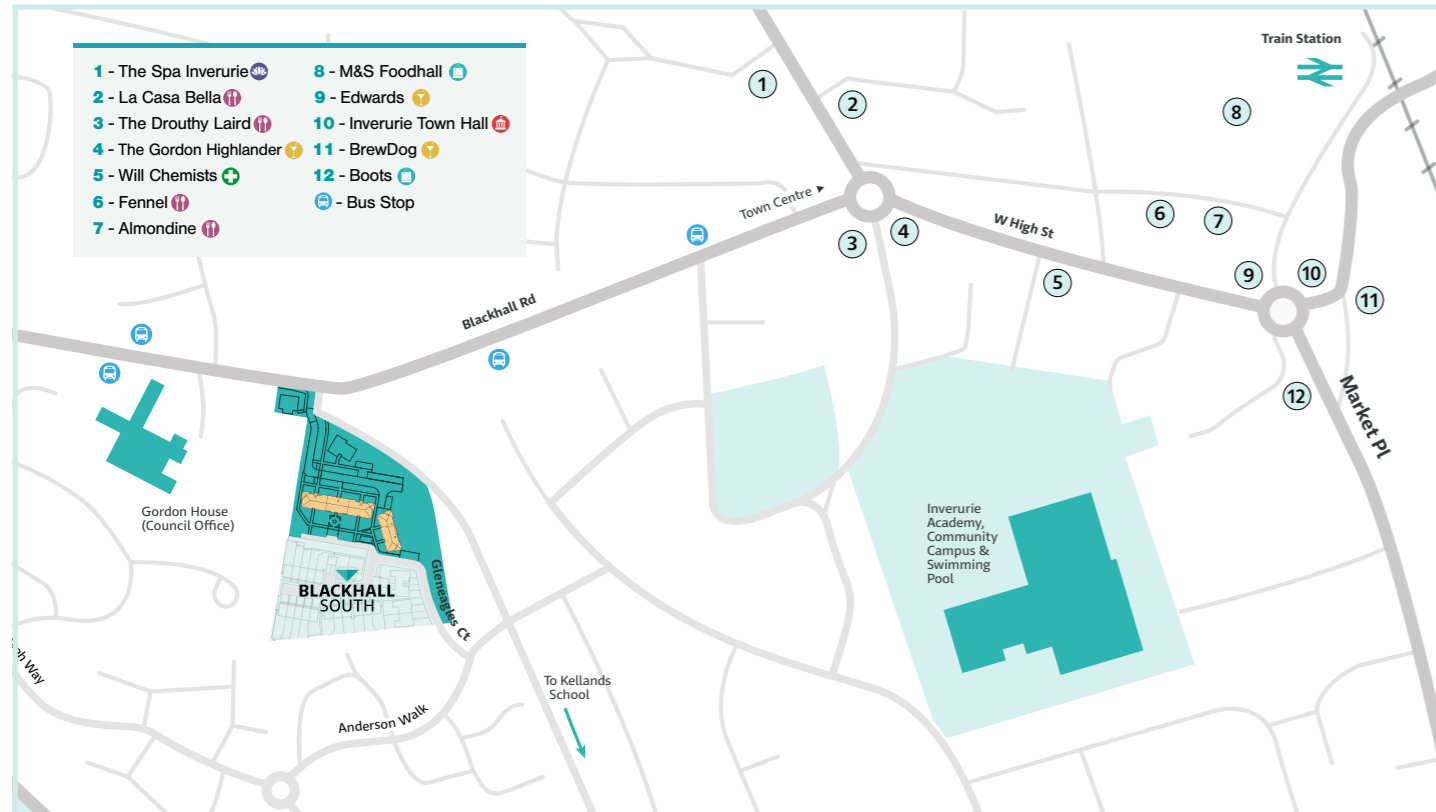 1 - The Spa Inverurie
2 - La Casa Bella
3 - The Drouthy Laird
4 - The Gordon Highlander
5 - Will Chemists
6 - Fennel
7 - Almondine
8 - M&S Foodhall
9 - Edwards
10 - Inverurie Town Hall
11 - BrewDog
12 - Boots
- Bus Stop
Train Station
1
2
8
Town Centre
3
4
W High St
6
7
5
9
10
11
12
Market Pl
Blackhall Rd
Gordon House
(Council Office)
BLACKHALL
SOUTH
Gleneagles Ct
Inverurie
Academy,
Community
Campus &
Swimming
Pool
Way
Anderson Walk
To Kellands
School